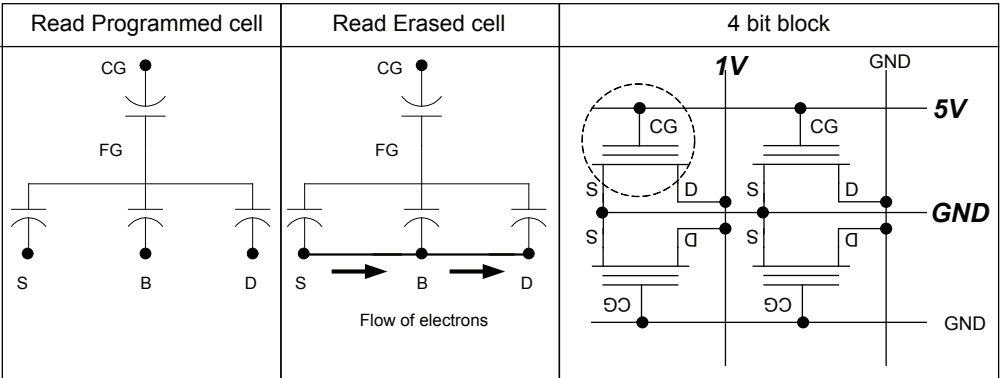 Read Programmed cell
Read Erased cell
4 bit block
CG
FG
S
B
D
CG
FG
S
B
D
Flow of electrons
1V
GND
5V
CG
CG
S
D
S
D
GND
S
D
S
D
CG
CG
GND